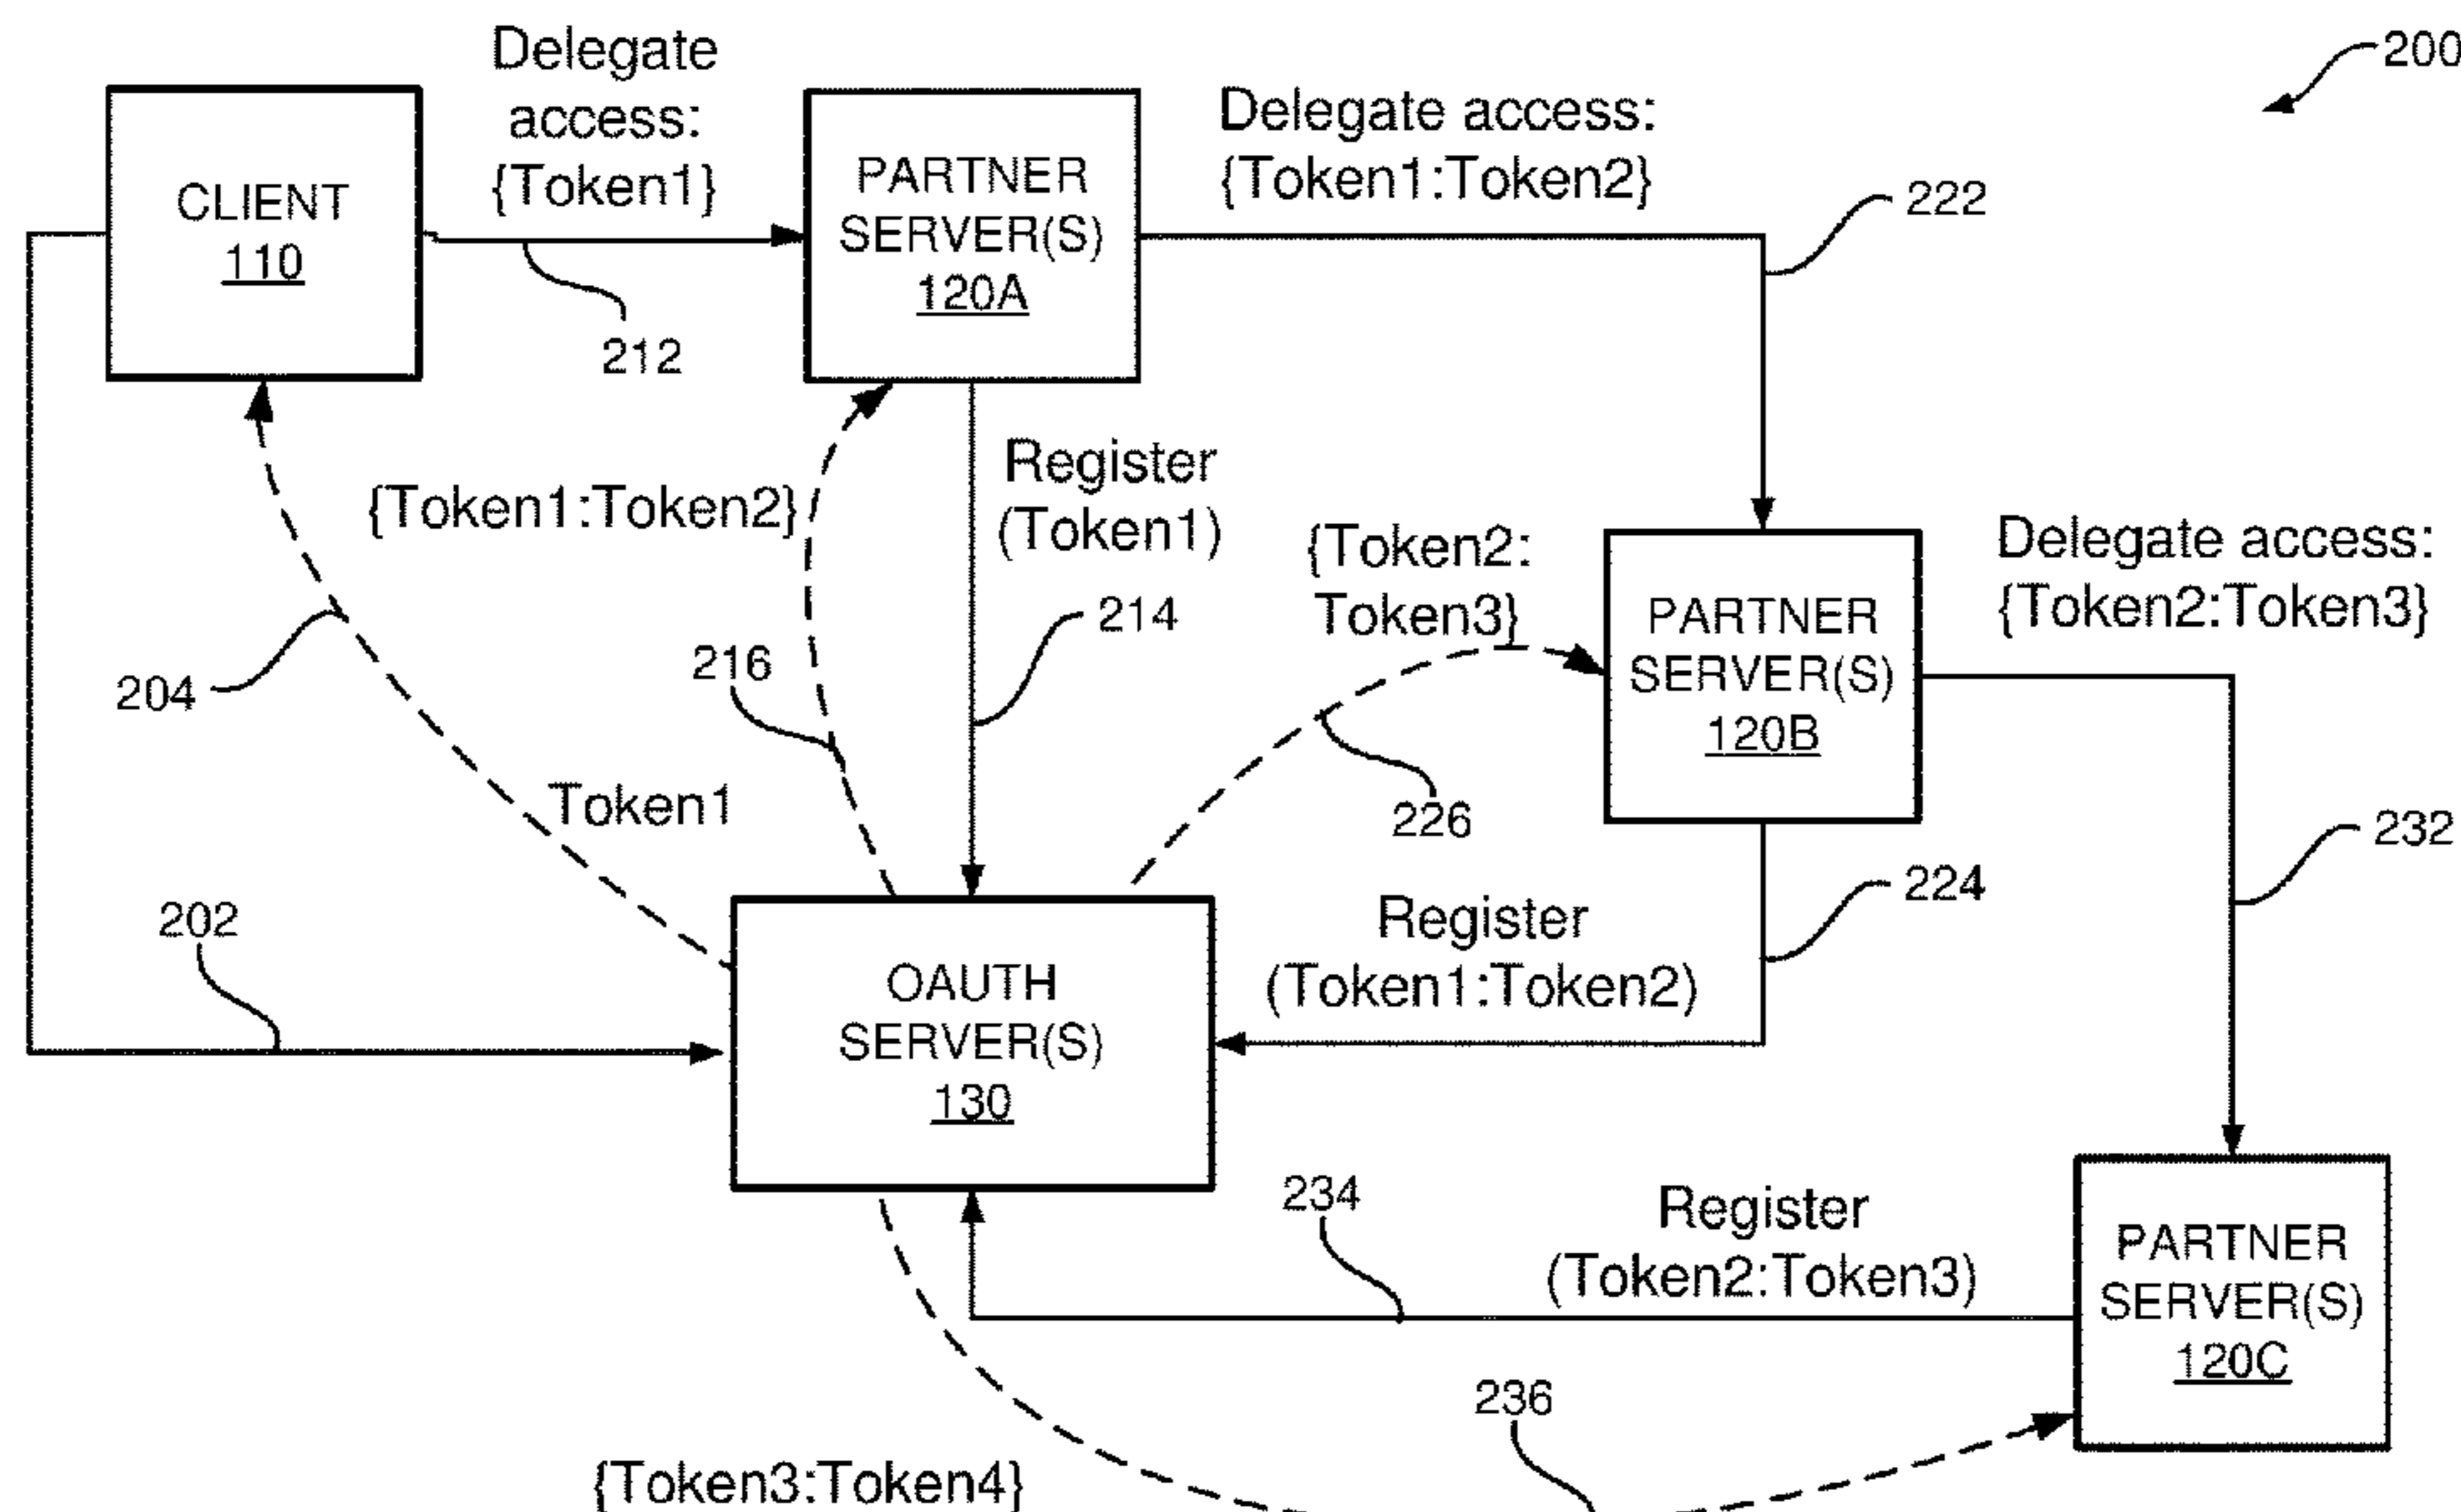 200
Delegate
access:
{Token1}
CLIENT
110
212
PARTNER
SERVER(S)
120A
Delegate access:
{Token1:Token2}
222
{Token1:Token2}
Register
(Token1)
214
216
204
Token1
202
{Token2:
Token3}
226
PARTNER
SERVER(S)
120B
Delegate access:
{Token2:Token3}
232
224
Register
(Token1:Token2)
OAUTH
SERVER(S)
130
234
Register
(Token2:Token3)
PARTNER
SERVER(S)
120C
236
{Token3:Token4}